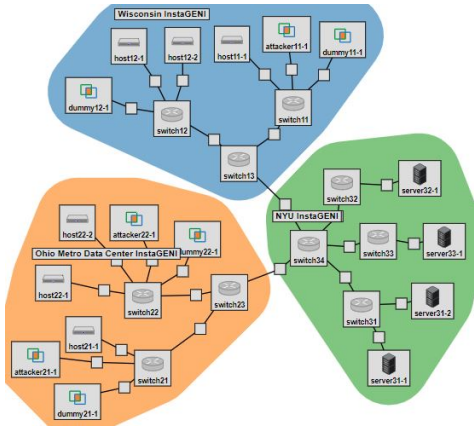 Wisconsin InstaGENI
host12-1
host12-2
host11-1
attacker11-1
dummy11-1
dummy12-1
switch12
switch11
switch13
switch32
server32-1
NYU InstaGENI
switch34
switch33
server33-1
switch31
server31-2
server31-1
host22-2
attacker22-1
Ohio Metro Data Center InstaGENI
dummy22-1
host22-1
switch22
switch23
host21-1
attacker21-1
switch21
dummy21-1